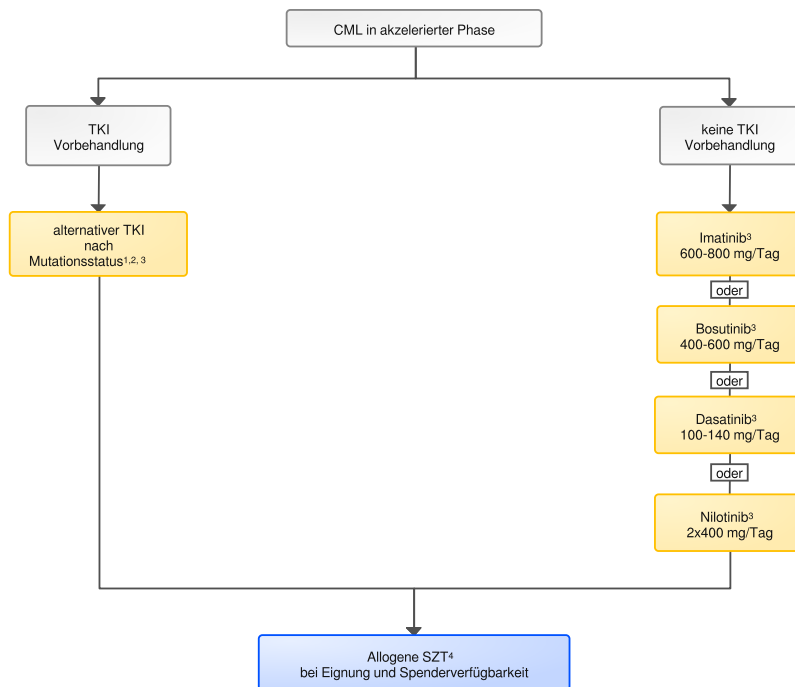 CML in akzelerierter Phase
TKI
Vorbehandlung
keine TKI
Vorbehandlung
alternativer TKI
nach
Mutationsstatus¹,², ³
Imatinib³
600-800 mg/Tag
oder
Bosutinib³
400-600 mg/Tag
oder
Dasatinib³
100-140 mg/Tag
oder
Nilotinib³
2x400 mg/Tag
Allogene SZT⁴
bei Eignung und Spenderverfügbarkeit